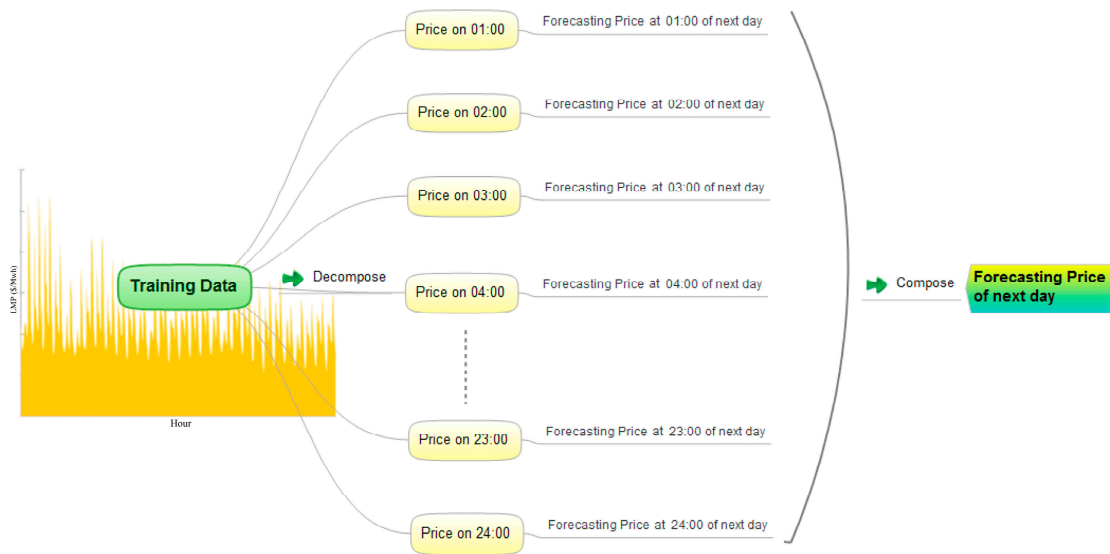 Price on 01:00
Forecasting Price at 01:00 of next day
Price on 02:00
Forecasting Price at 02:00 of next day
Price on 03:00
Forecasting Price at 03:00 of next day
LMP ($/Mwh)
Training Data
Decompose
Price on 04:00
Forecasting Price at 04:00 of next day
Compose
Forecasting Price
of next day
Hour
Price on 23:00
Forecasting Price at 23:00 of next day
Price on 24:00
Forecasting Price at 24:00 of next day